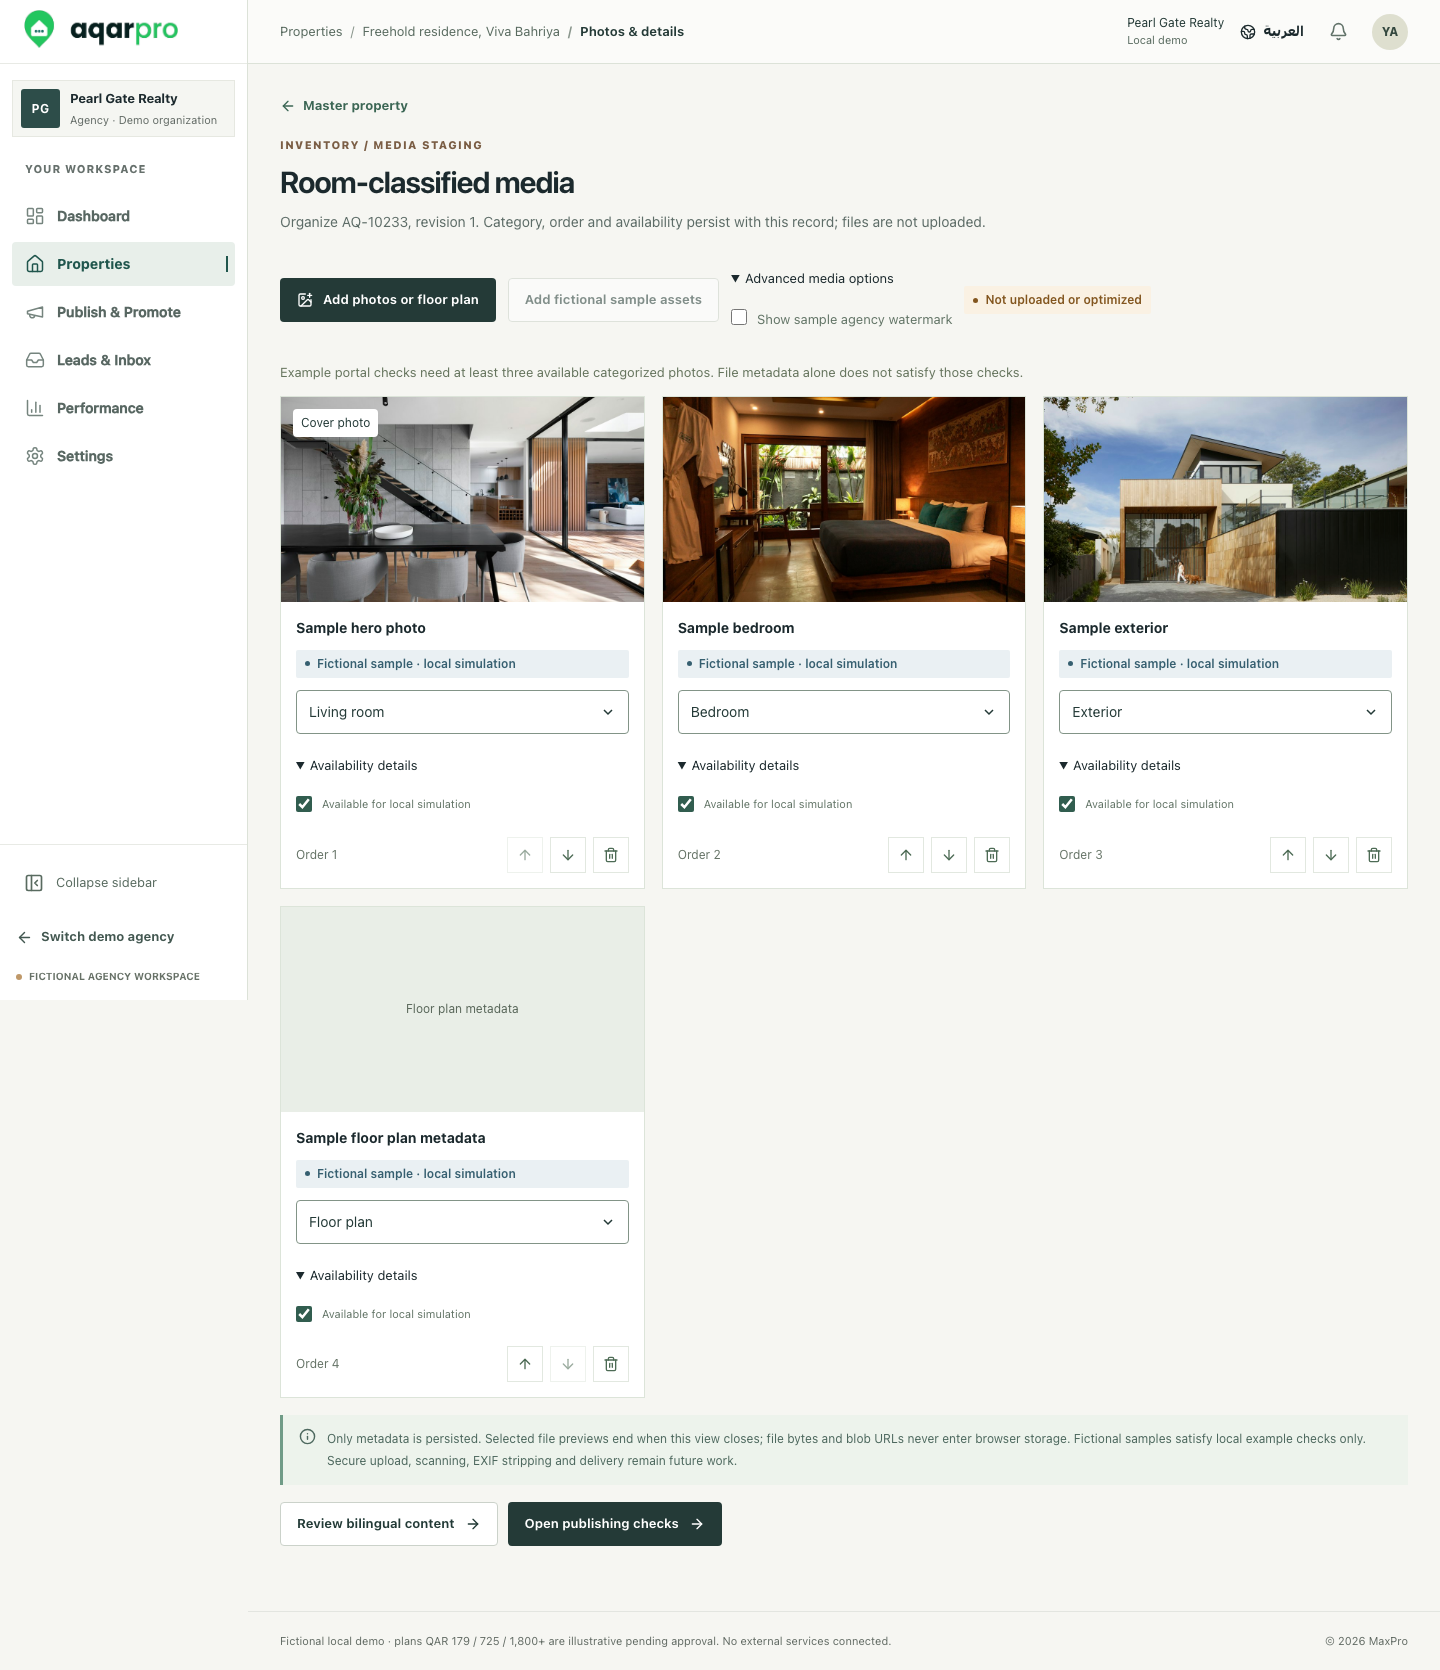 aqarpro
Properties / Freehold residence, Viva Bahriya / Photos & details
Pearl Gate Realty
Local demo
العربية
YA
PG
Pearl Gate Realty
Agency · Demo organization
YOUR WORKSPACE
Dashboard
Properties
Publish & Promote
Leads & Inbox
Performance
Settings
Collapse sidebar
Switch demo agency
FICTIONAL AGENCY WORKSPACE
Master property
INVENTORY / MEDIA STAGING
Room-classified media
Organize AQ-10233, revision 1. Category, order and availability persist with this record; files are not uploaded.
Add photos or floor plan
Add fictional sample assets
Advanced media options
Show sample agency watermark
Not uploaded or optimized
Example portal checks need at least three available categorized photos. File metadata alone does not satisfy those checks.
Cover photo
Sample hero photo
Fictional sample · local simulation
Living room
Availability details
Available for local simulation
Order 1
Sample bedroom
Fictional sample · local simulation
Bedroom
Availability details
Available for local simulation
Order 2
Sample exterior
Fictional sample · local simulation
Exterior
Availability details
Available for local simulation
Order 3
Floor plan metadata
Sample floor plan metadata
Fictional sample · local simulation
Floor plan
Availability details
Available for local simulation
Order 4
Only metadata is persisted. Selected file previews end when this view closes; file bytes and blob URLs never enter browser storage. Fictional samples satisfy local example checks only.
Secure upload, scanning, EXIF stripping and delivery remain future work.
Review bilingual content
Open publishing checks
Fictional local demo · plans QAR 179 / 725 / 1,800+ are illustrative pending approval. No external services connected.
© 2026 MaxPro